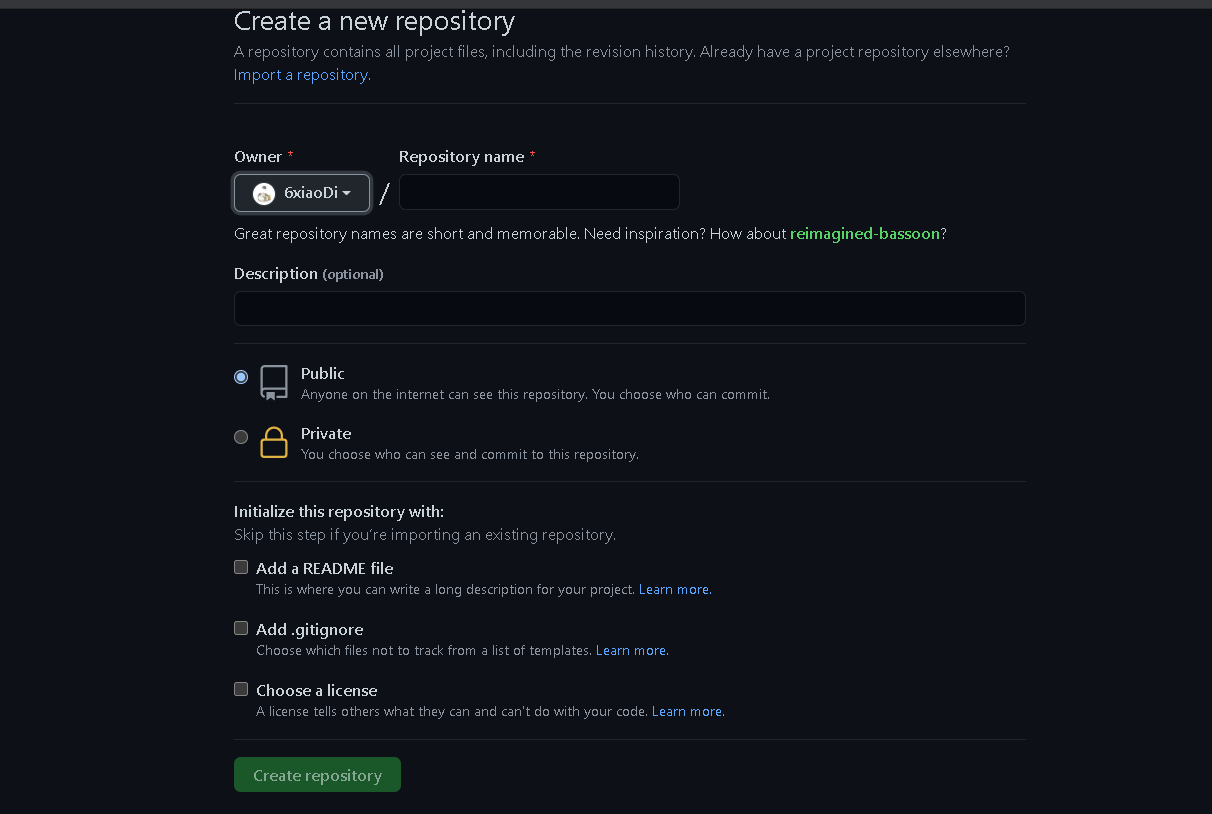 Create a new repository
A repository contains all project files, including the revision history. Already have a project repository elsewhere?
Import a repository.
Owner * Repository name *
6xiaoDi /
Great repository names are short and memorable. Need inspiration? How about reimagined-bassoon?
Description (optional)
Public
Anyone on the internet can see this repository. You choose who can commit.
Private
You choose who can see and commit to this repository.
Initialize this repository with:
Skip this step if you’re importing an existing repository.
Add a README file
This is where you can write a long description for your project. Learn more.
Add .gitignore
Choose which files not to track from a list of templates. Learn more.
Choose a license
A license tells others what they can and can't do with your code. Learn more.
Create repository